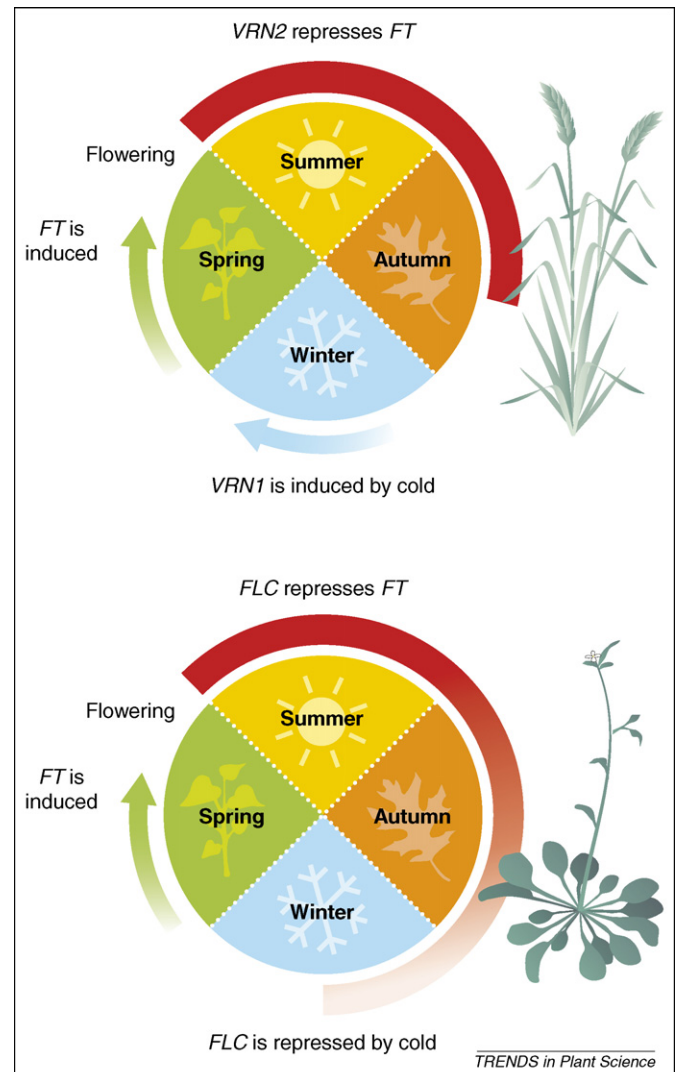 VRN2 represses FT
Flowering
Summer
FT is
induced
Spring
Autumn
Winter
VRN1 is induced by cold
FLC represses FT
Flowering
Summer
FT is
induced
Spring
Autumn
Winter
FLC is repressed by cold
TRENDS in Plant Science